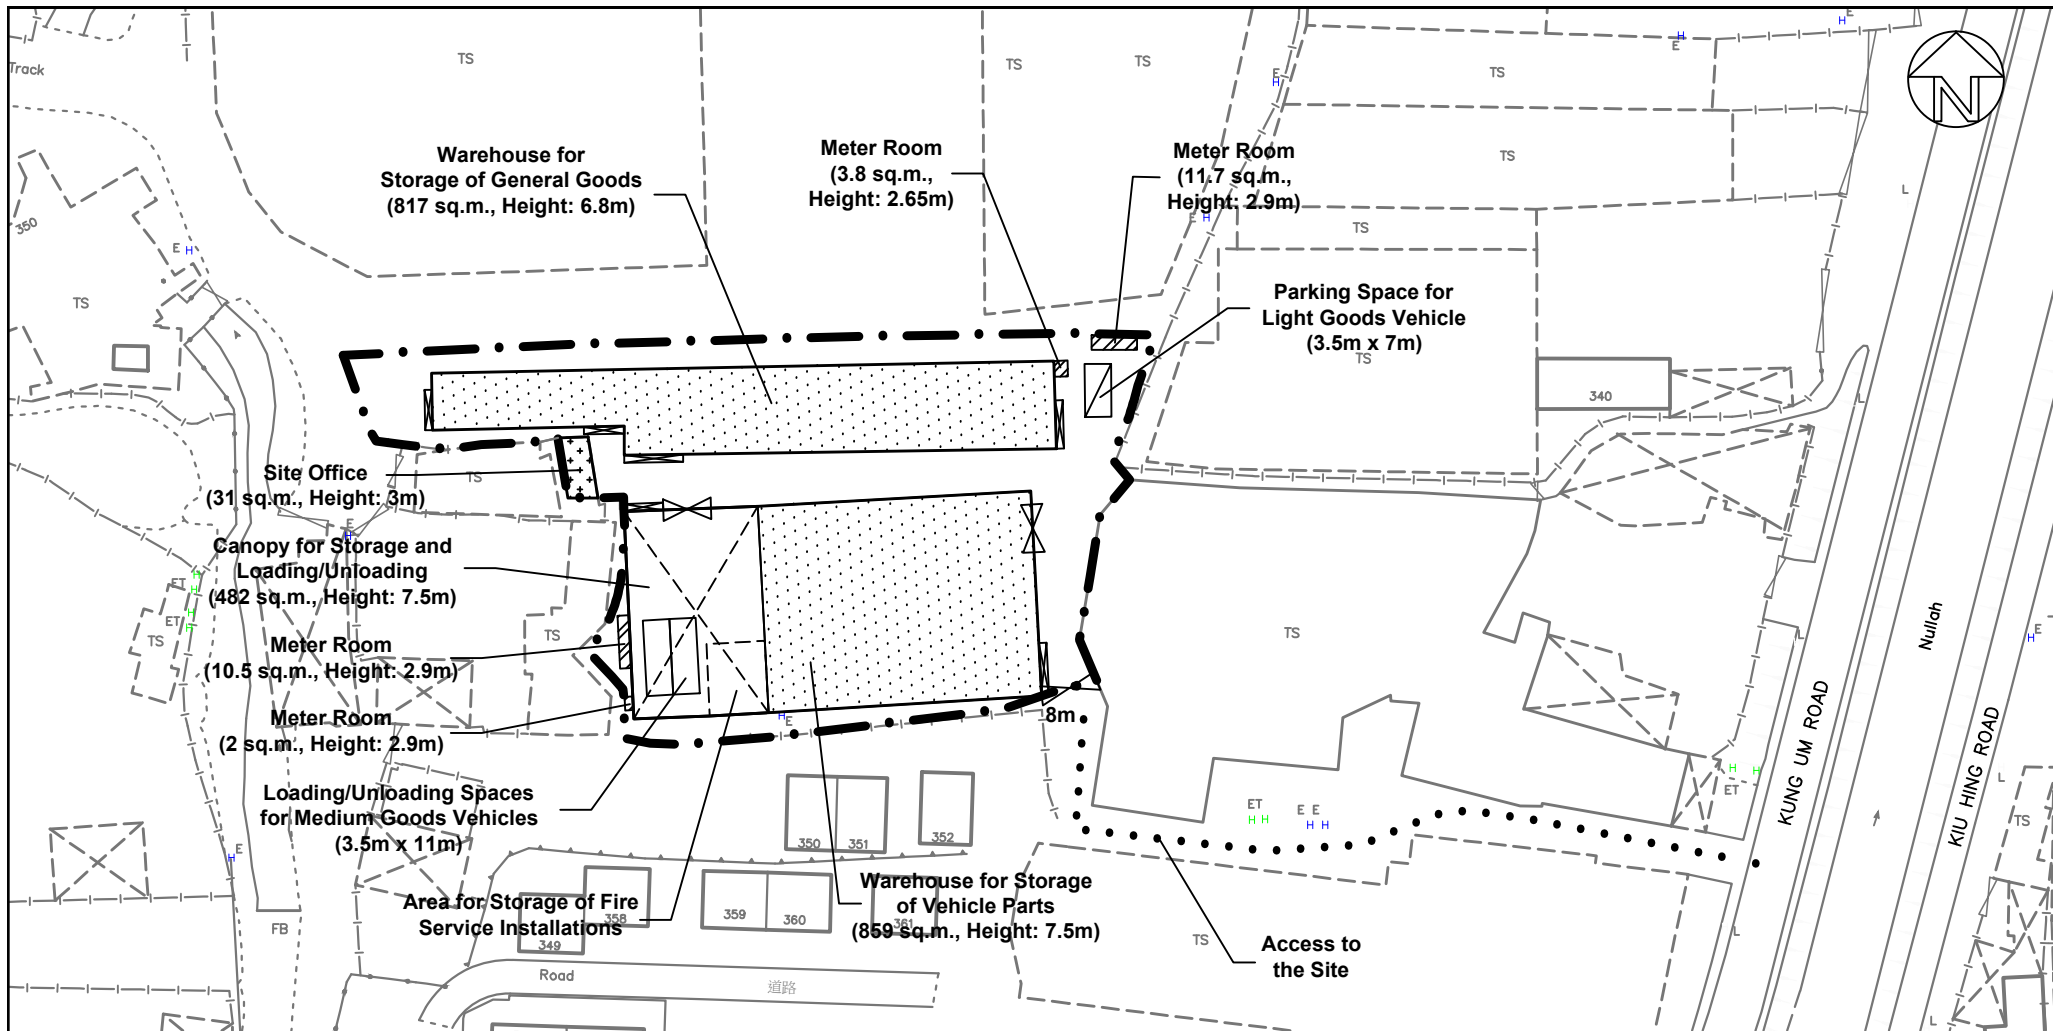 Track
TS
TS
TS
TS
E
H
E
H
H
E
N
Warehouse for
Storage of General Goods
(817 sq.m., Height: 6.8m)
Meter Room
(3.8 sq.m.,
Height: 2.65m)
Meter Room
(11.7 sq.m.,
Height: 2.9m)
E H
TS
TS
L
350
E H
TS
Parking Space for
Light Goods Vehicle
(3.5m x 7m)
TS
340
L
Site Office
(31 sq.m., Height: 3m)
TS
E
H
Canopy for Storage and
Loading/Unloading
(482 sq.m., Height: 7.5m)
ET
H
H
ET
H
H
TS
TS
TS
Nullah
E
H
L
Meter Room
(10.5 sq.m., Height: 2.9m)
Meter Room
(2 sq.m., Height: 2.9m)
H
E
8m
KUNG UM ROAD
KIU HING ROAD
H H
ET
L
Loading/Unloading Spaces
for Medium Goods Vehicles
(3.5m x 11m)
350
351
352
ET
H H
E E
H H
TS
H
E
Area for Storage of Fire
Service Installations
358
349
359
360
361
Warehouse for Storage
of Vehicle Parts
(859 sq.m., Height: 7.5m)
FB
TS
Access to
the Site
L
L
Road
道路
L